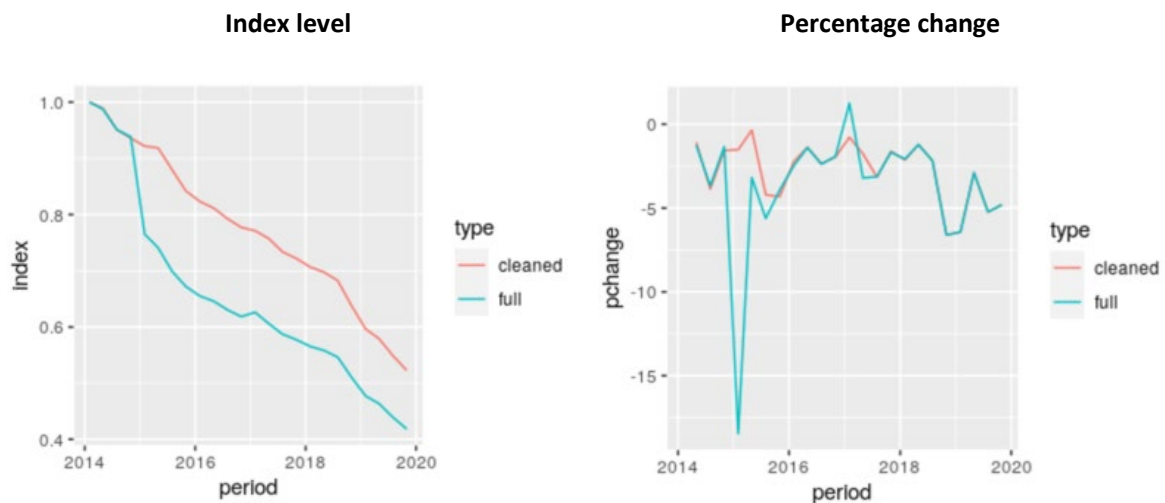 Index level
1.0
0.8
0.6
0.4
index
2014
2016
2018
2020
period
type
cleaned
full
Percentage change
0
-5
-10
-15
pchange
2014
2016
2018
2020
period
type
cleaned
full